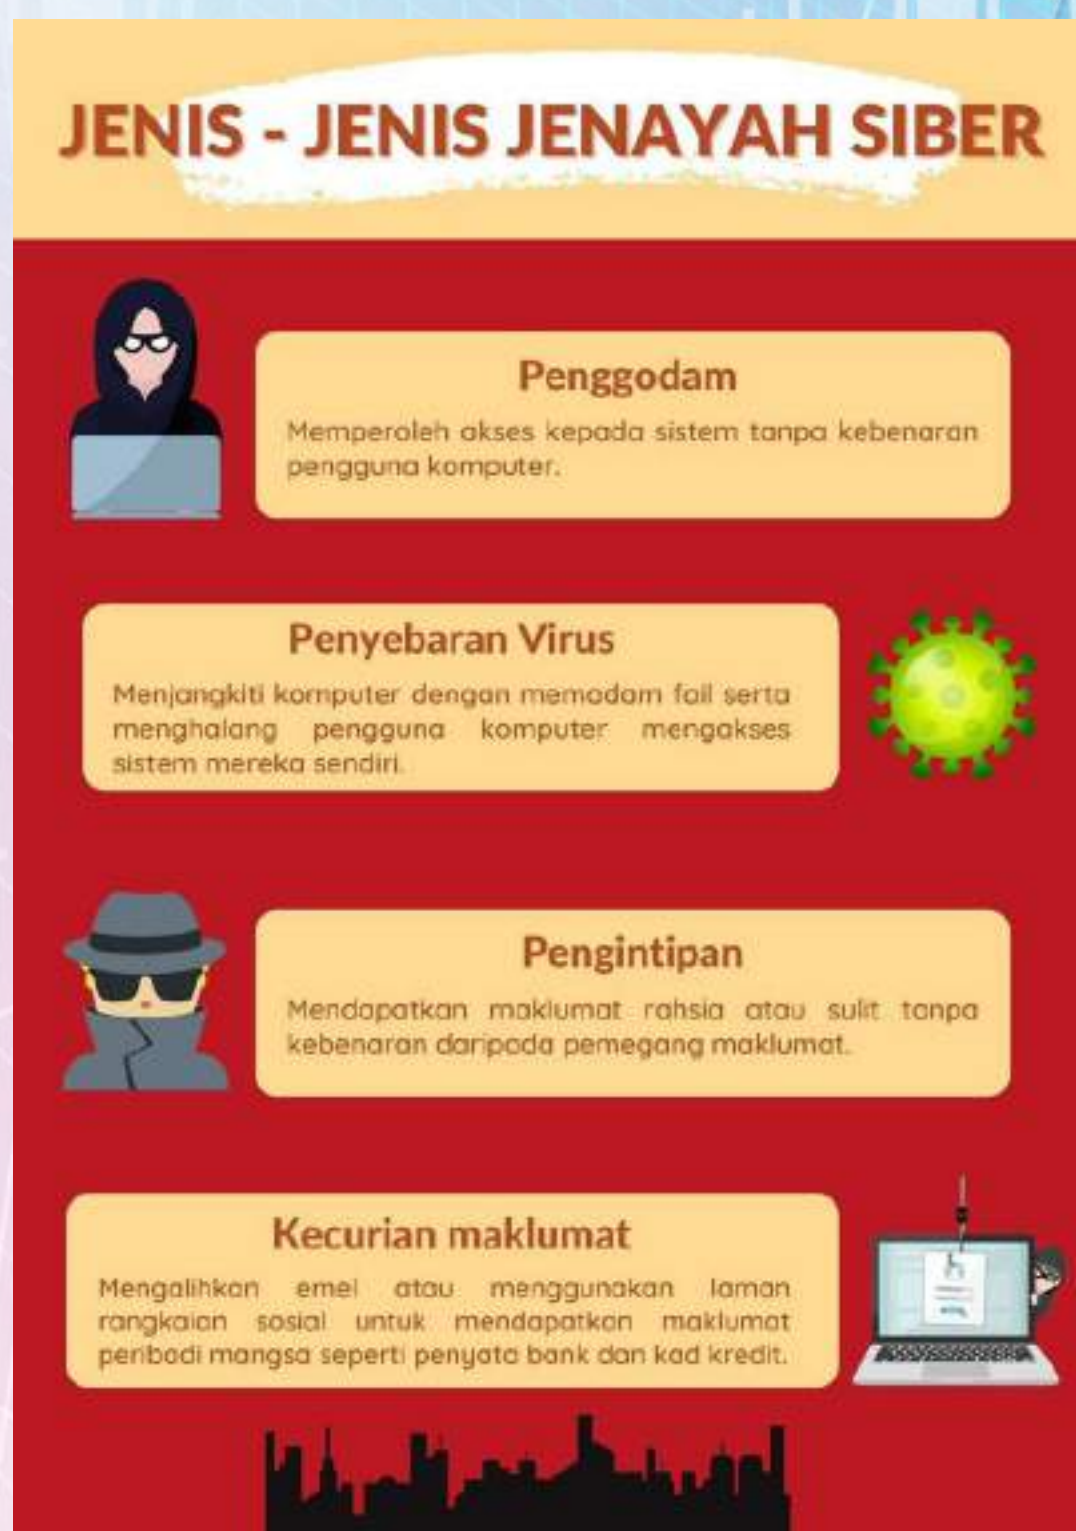 JENIS - JENIS JENAYAH SIBER
Penggodam
Memperoleh akses kepada sistem tanpa kebenaran
pengguna komputer.
Penyebaran Virus
Menjangkiti komputer dengan memadam fail serta
menghalang pengguna komputer mengakses
sistem mereka sendiri.
Pengintipan
Mendapatkan maklumat rahsia atau sulit tanpa
kebenaran daripada pemegang maklumat.
Kecurian maklumat
Mengalihkan emel atau menggunakan laman
rangkaian sosial untuk mendapatkan maklumat
peribadi mangsa seperti penyata bank dan kad kredit.